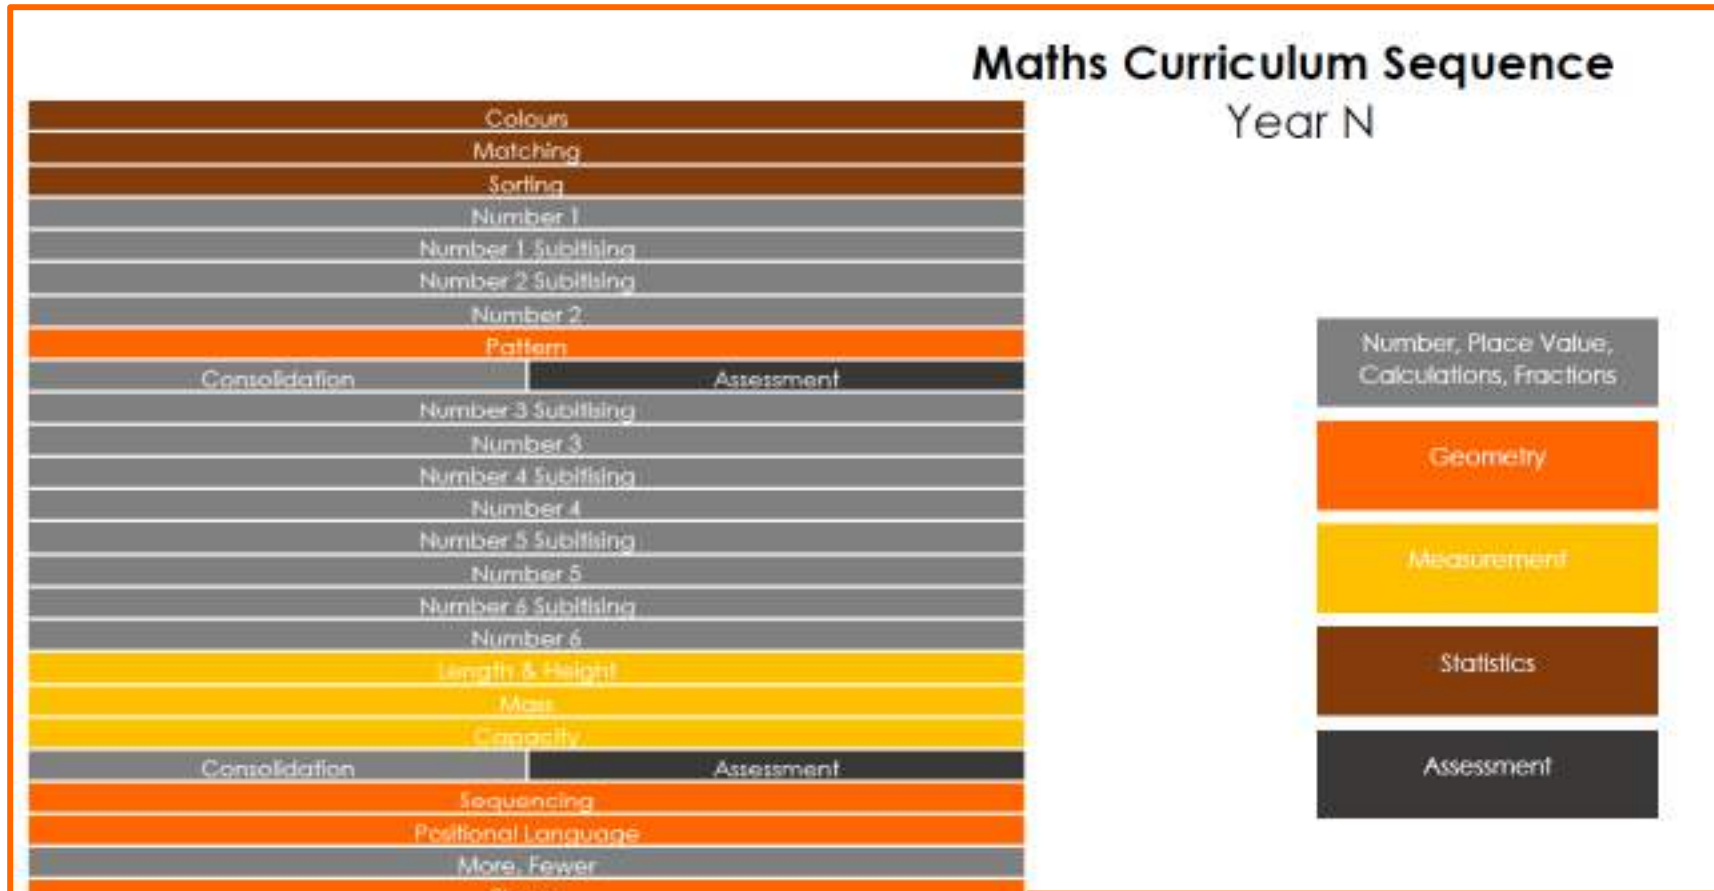 Maths Curriculum Sequence
Year N
Colours
Matching
Sorting
Number 1
Number 1 Subitising
Number 2 Subitising
Number 2
Pattern
Consolidation Assessment
Number 3 Subitising
Number 3
Number 4 Subitising
Number 4
Number 5 Subitising
Number 5
Number 6 Subitising
Number 6
Length & Height
Mass
Capacity
Consolidation Assessment
Sequencing
Positional Language
More, Fewer
Number, Place Value,
Calculations, Fractions
Geometry
Measurement
Statistics
Assessment